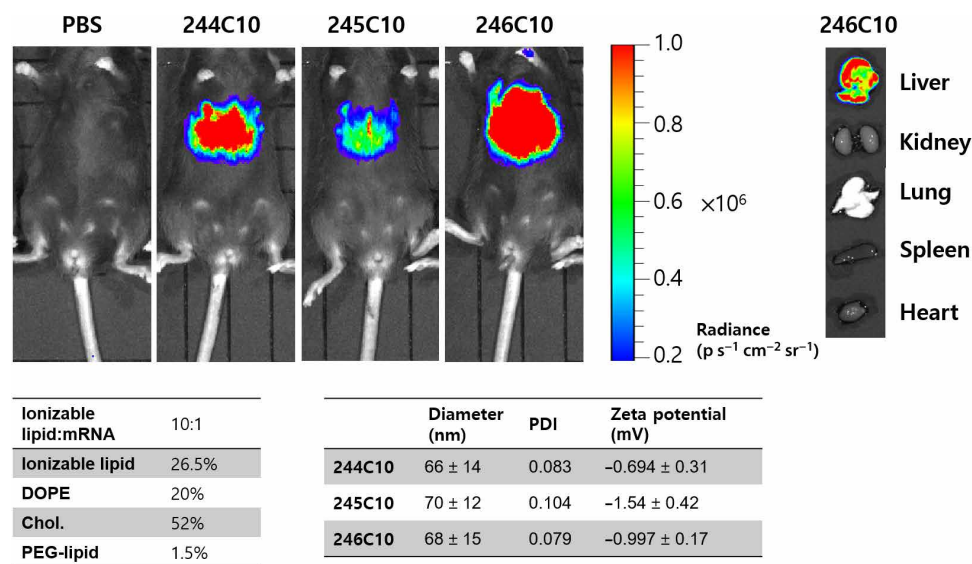 PBS 244C10 245C10 246C10 246C10
1.0
0.8
0.6
×10⁶
0.4
0.2
Radiance
(p s⁻¹ cm⁻² sr⁻¹)
Liver
Kidney
Lung
Spleen
Heart
Ionizable
lipid:mRNA 10:1
Ionizable lipid 26.5%
DOPE 20%
Chol. 52%
PEG-lipid 1.5%
Diameter
(nm) PDI Zeta potential
(mV)
244C10 66 ± 14 0.083 –0.694 ± 0.31
245C10 70 ± 12 0.104 –1.54 ± 0.42
246C10 68 ± 15 0.079 –0.997 ± 0.17